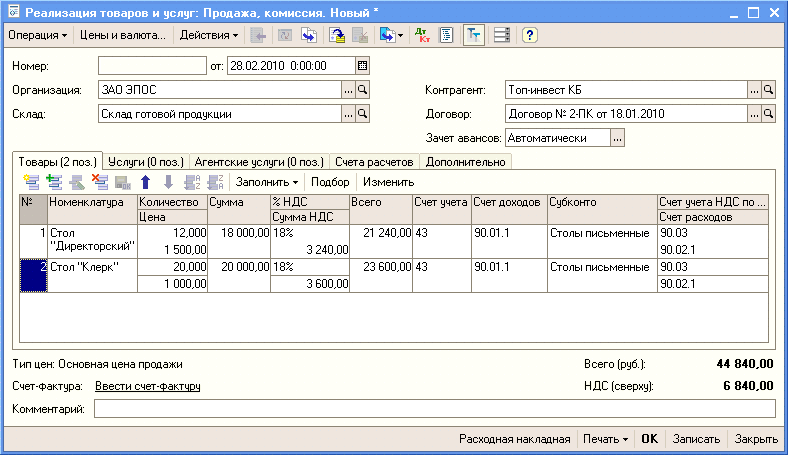 Реализация товаров и услуг: Продажа, комиссия. Новый *
Операция Цены и валюта... Действия Дт Кт Тт ?
Номер: от: 28.02.2010 0:00:00
Организация: ЗАО ЭПОС ... Контрагент: Топ-инвест КБ ...
Склад: Склад готовой продукции ... Договор: Договор № 2-ПК от 18.01.2010 ...
Зачет авансов: Автоматически ...
Товары (2 поз.) Услуги (0 поз.) Агентские услуги (0 поз.) Счета расчетов Дополнительно
Заполнить Подбор Изменить
№ Номенклатура Количество Сумма % НДС Всего Счет учета Счет доходов Субконто Счет учета НДС по ...
Цена Сумма НДС Счет расходов
1 Стол 12,000 18 000,00 18% 21 240,00 43 90.01.1 Столы письменные 90.03
"Директорский" 1 500,00 3 240,00 90.02.1
2 Стол "Клерк" 20,000 20 000,00 18% 23 600,00 43 90.01.1 Столы письменные 90.03
1 000,00 3 600,00 90.02.1
Тип цен: Основная цена продажи Всего (руб.): 44 840,00
Счет-фактура: Ввести счет-фактуру НДС (сверху): 6 840,00
Комментарий:
Расходная накладная Печать OK Записать Закрыть